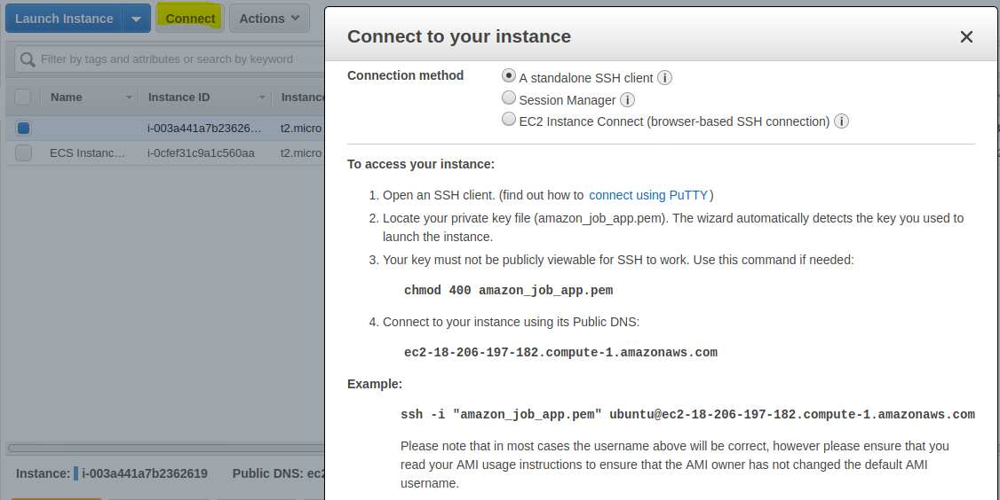 Launch Instance
Connect
Actions
Filter by tags and attributes or search by keyword
Name
Instance ID
Instanc
i-003a441a7b23626…
t2.micro
ECS Instanc…
i-0cfef31c9a1c560aa
t2.micro
Instance:
i-003a441a7b2362619
Public DNS: ec2
Connect to your instance
Connection method
A standalone SSH client
Session Manager
EC2 Instance Connect (browser-based SSH connection)
To access your instance:
1. Open an SSH client. (find out how to connect using PuTTY)
2. Locate your private key file (amazon_job_app.pem). The wizard automatically detects the key you used to
launch the instance.
3. Your key must not be publicly viewable for SSH to work. Use this command if needed:
chmod 400 amazon_job_app.pem
4. Connect to your instance using its Public DNS:
ec2-18-206-197-182.compute-1.amazonaws.com
Example:
ssh -i "amazon_job_app.pem" ubuntu@ec2-18-206-197-182.compute-1.amazonaws.com
Please note that in most cases the username above will be correct, however please ensure that you
read your AMI usage instructions to ensure that the AMI owner has not changed the default AMI
username.